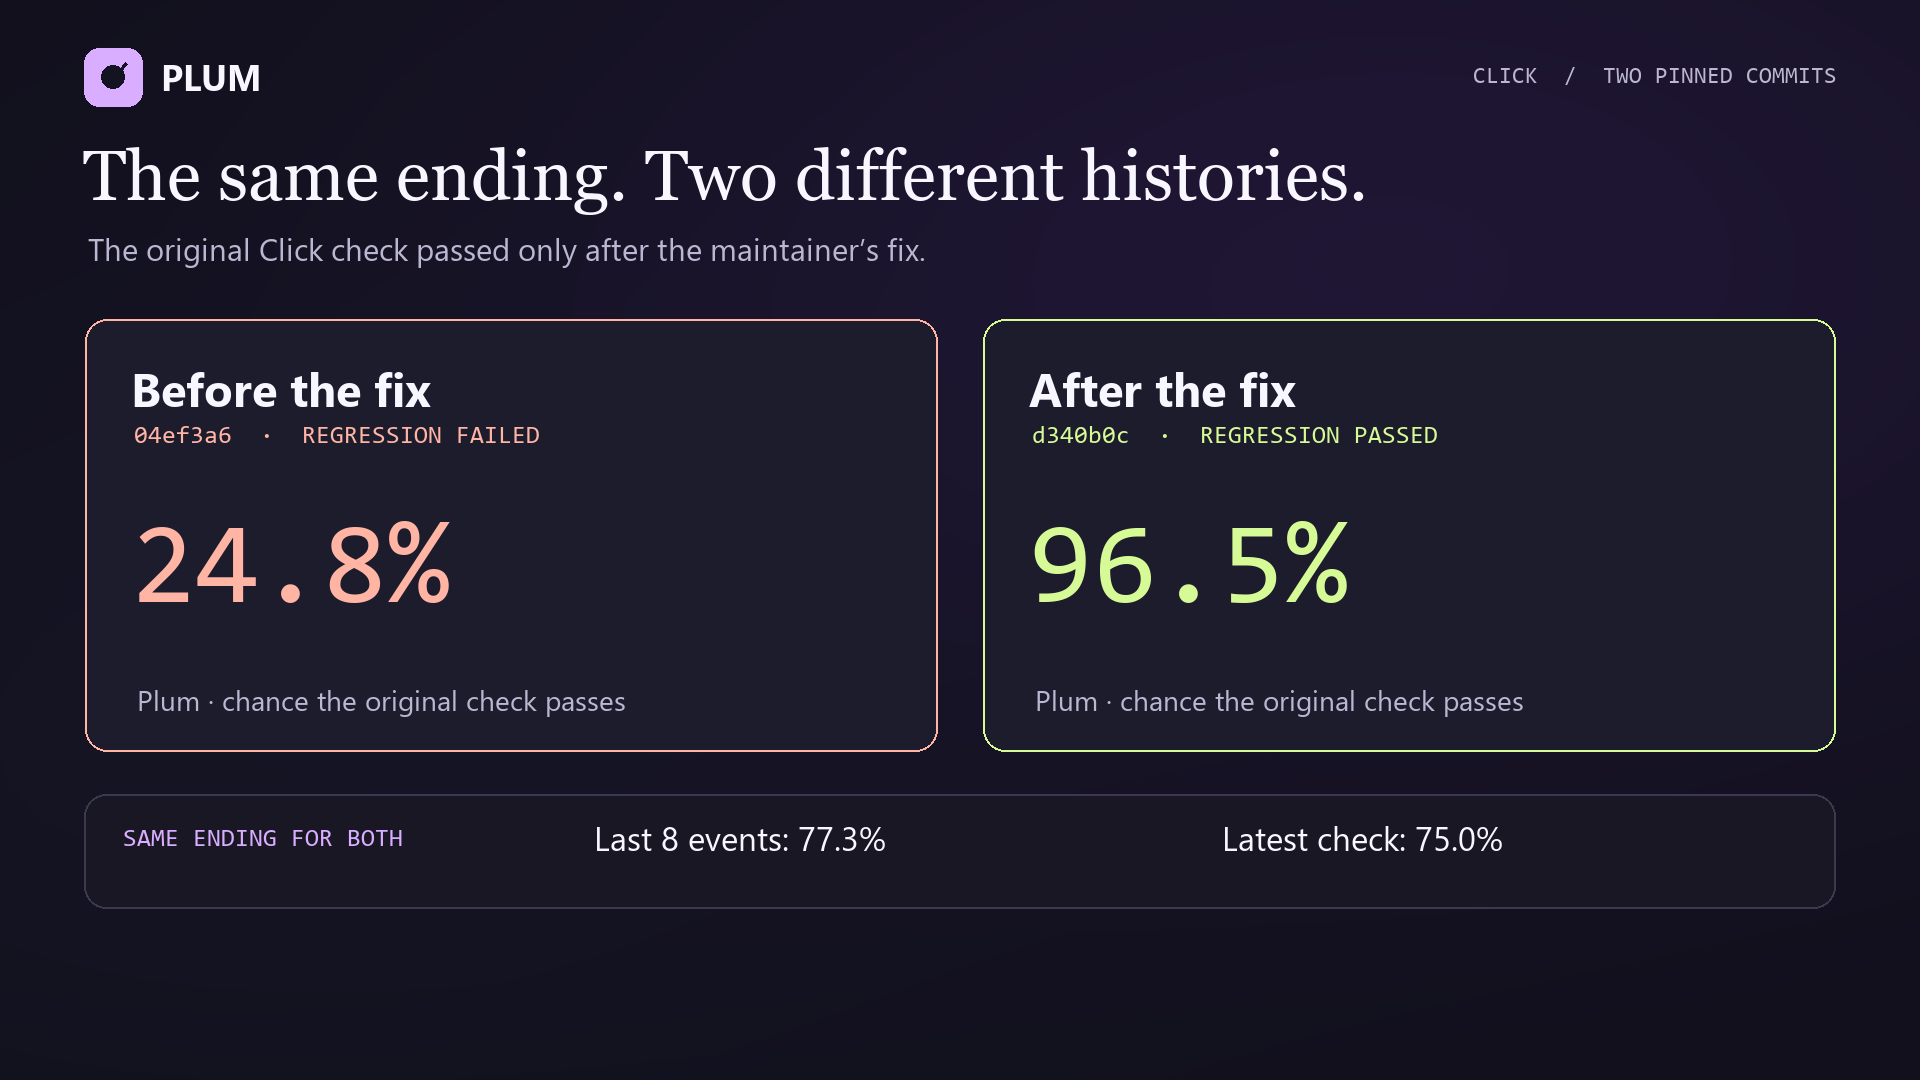 PLUM
CLICK / TWO PINNED COMMITS
The same ending. Two different histories.
The original Click check passed only after the maintainer’s fix.
Before the fix
04ef3a6 · REGRESSION FAILED
24.8%
Plum · chance the original check passes
After the fix
d340b0c · REGRESSION PASSED
96.5%
Plum · chance the original check passes
SAME ENDING FOR BOTH
Last 8 events: 77.3%
Latest check: 75.0%